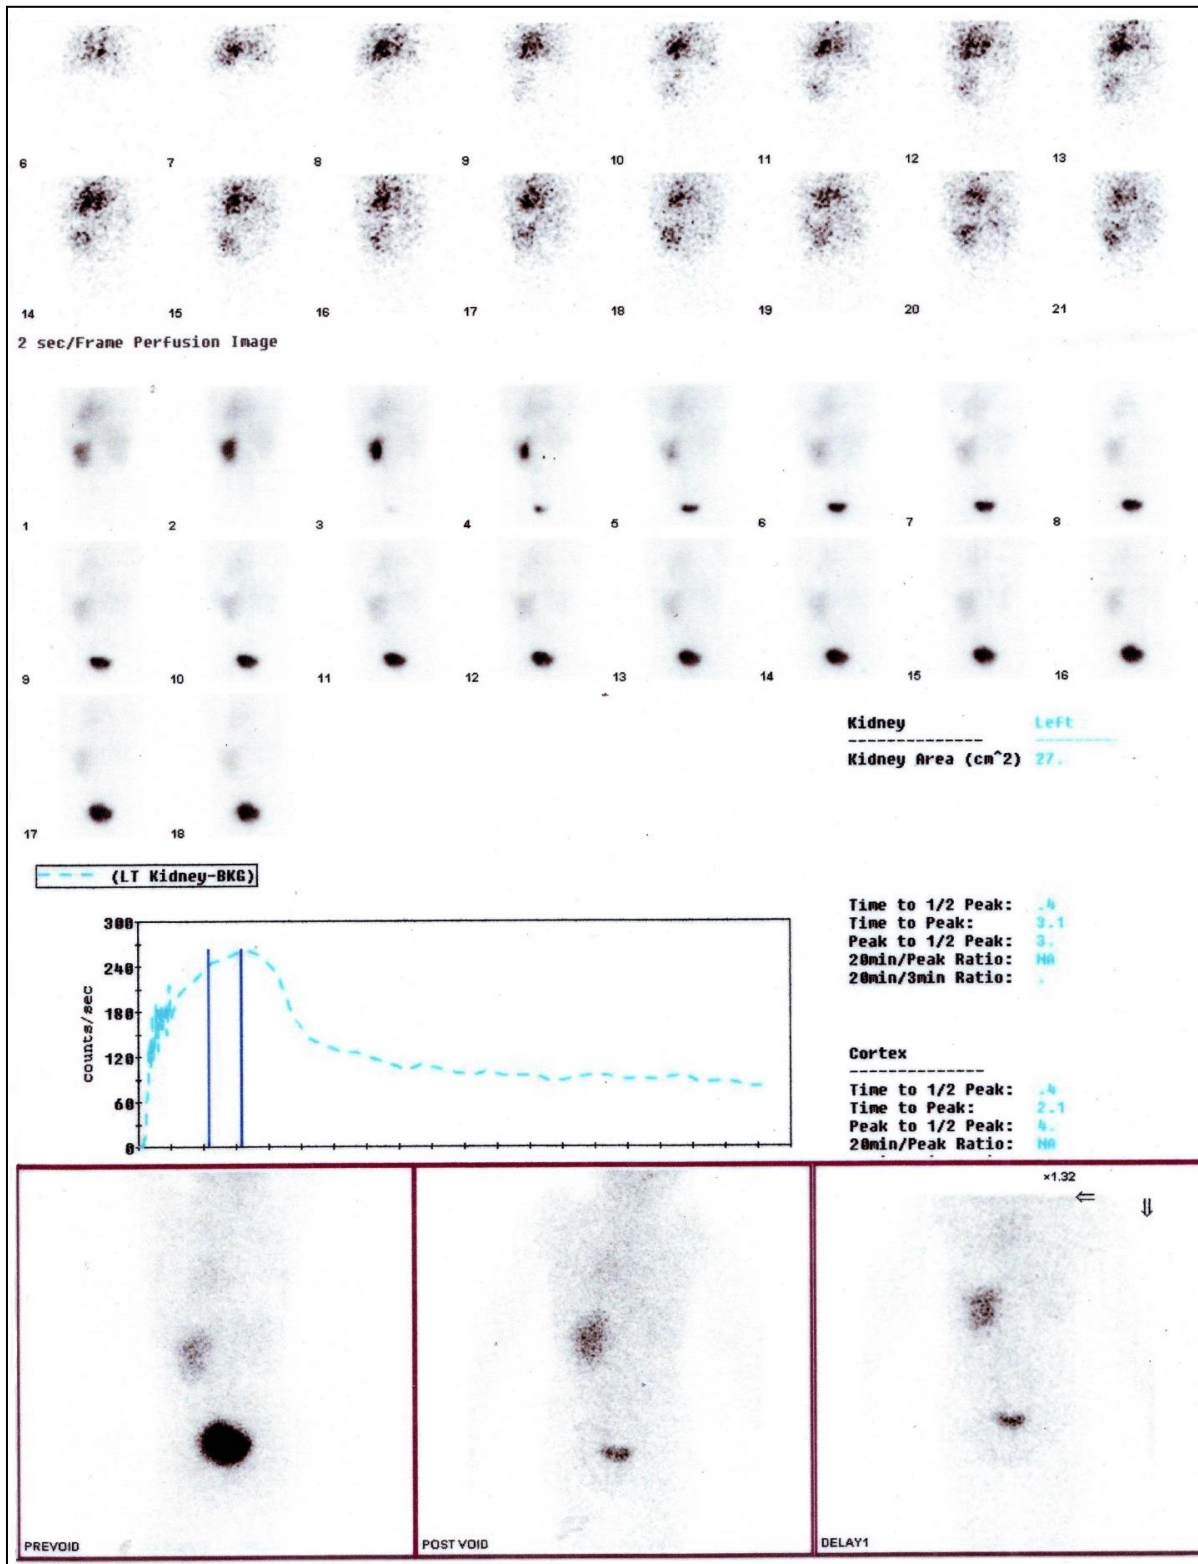 6 7 8 9 10 11 12 13
14 15 16 17 18 19 20 21
2 sec/Frame Perfusion Image
1 2 3 4 5 6 7 8
9 10 11 12 13 14 15 16
17 18
Kidney Left
Kidney Area (cm^2) 27.
(LT Kidney-BKG)
300
240
180
120
60
0
counts/sec
Time to 1/2 Peak: .4
Time to Peak: 3.1
Peak to 1/2 Peak: 3.
20min/Peak Ratio: NA
20min/3min Ratio: .
Cortex
Time to 1/2 Peak: .4
Time to Peak: 2.1
Peak to 1/2 Peak: 4.
20min/Peak Ratio: NA
×1.32
⇐ ⇓
PREVOID POST VOID DELAY1